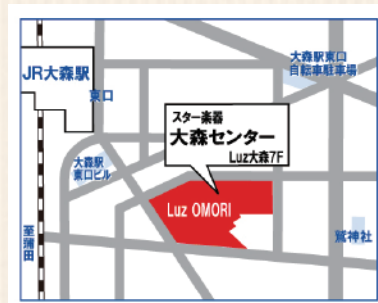 JR大森駅
東口
大森駅東口
自転車駐車場
スター楽器
大森センター
Luz大森7F
大森駅
東口ビル
Luz OMORI
鷲神社
至蒲田